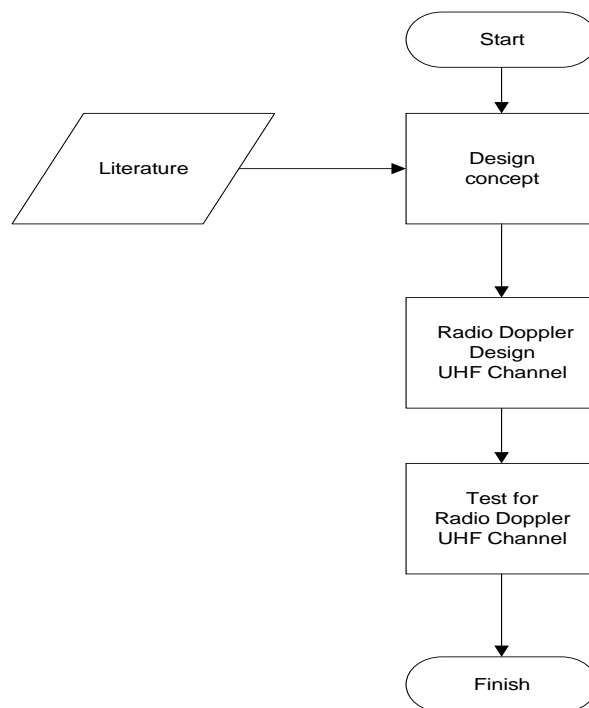 Start
Literature
Design
concept
Radio Doppler
Design
UHF Channel
Test for
Radio Doppler
UHF Channel
Finish